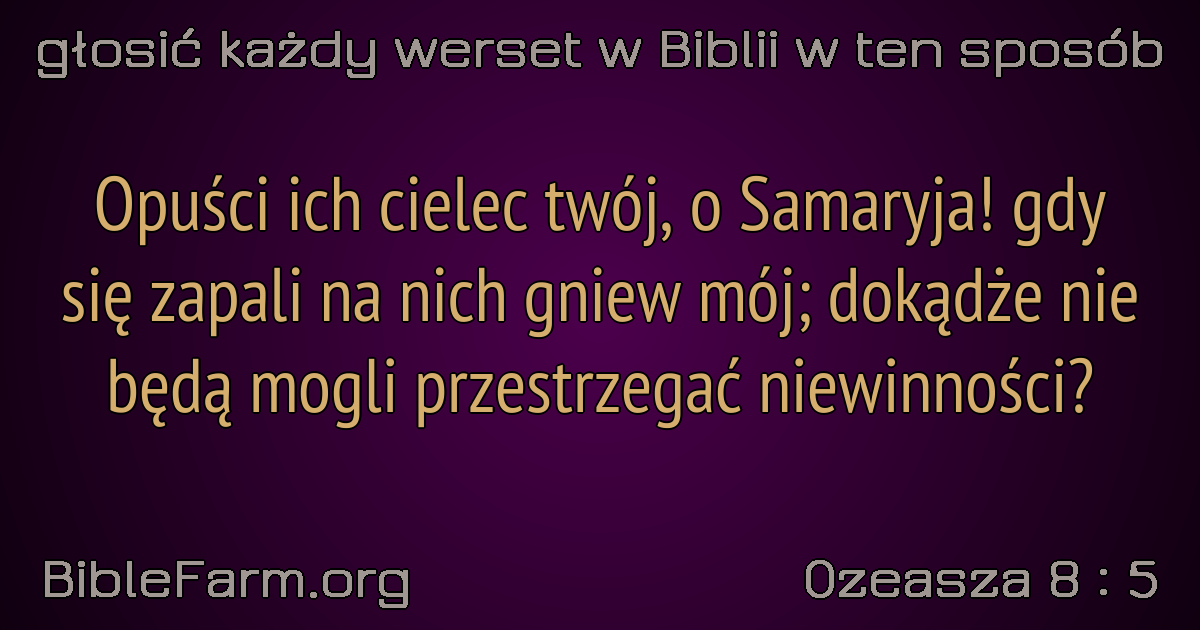 głosić każdy werset w Biblii w ten sposób
Opuści ich cielec twój, o Samaryja! gdy
się zapali na nich gniew mój; dokądże nie
będą mogli przestrzegać niewinności?
BibleFarm.org
Ozeasza 8 : 5